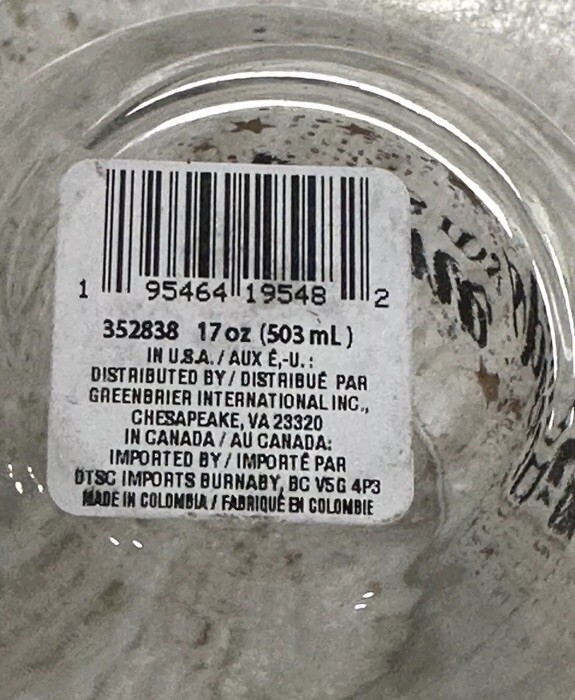 1 95464 19548 2
352838 17 oz (503 mL)
IN U.S.A. / AUX É,-U. :
DISTRIBUTED BY / DISTRIBUÉ PAR
GREENBRIER INTERNATIONAL INC.,
CHESAPEAKE, VA 23320
IN CANADA / AU CANADA:
IMPORTED BY / IMPORTÉ PAR
DTSC IMPORTS BURNABY, BC V5G 4P3
MADE IN COLOMBIA / FABRIQUÉ EN COLOMBIE